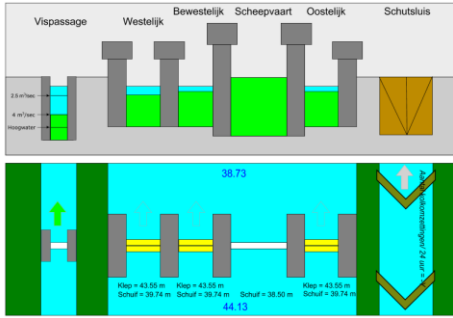 Vispassage
Westelijk
Bewestelijk
Scheepvaart
Oostelijk
Schutsluis
2.5 m³/sec
4 m³/sec
Hoogwater
38.73
Klep = 43.55 m
Schuif = 39.74 m
Klep = 43.55 m
Schuif = 39.74 m
Schuif = 38.50 m
Klep = 43.55 m
Schuif = 39.74 m
44.13
24 uur =